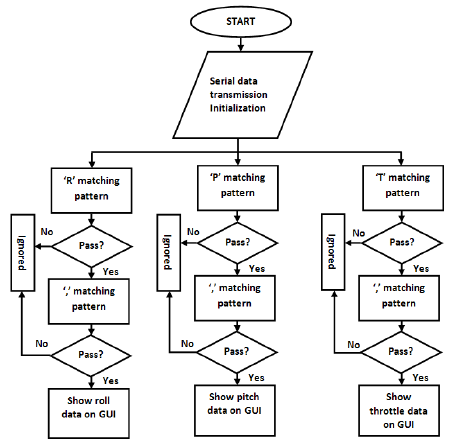 START
Serial data
transmission
Initialization
‘R’ matching
pattern
‘P’ matching
pattern
‘T’ matching
pattern
Ignored
No
Pass?
Yes
Ignored
No
Pass?
Yes
Ignored
No
Pass?
Yes
‘,’ matching
pattern
‘,’ matching
pattern
‘,’ matching
pattern
No
Pass?
Yes
No
Pass?
Yes
No
Pass?
Yes
Show roll
data on GUI
Show pitch
data on GUI
Show
throttle data
on GUI